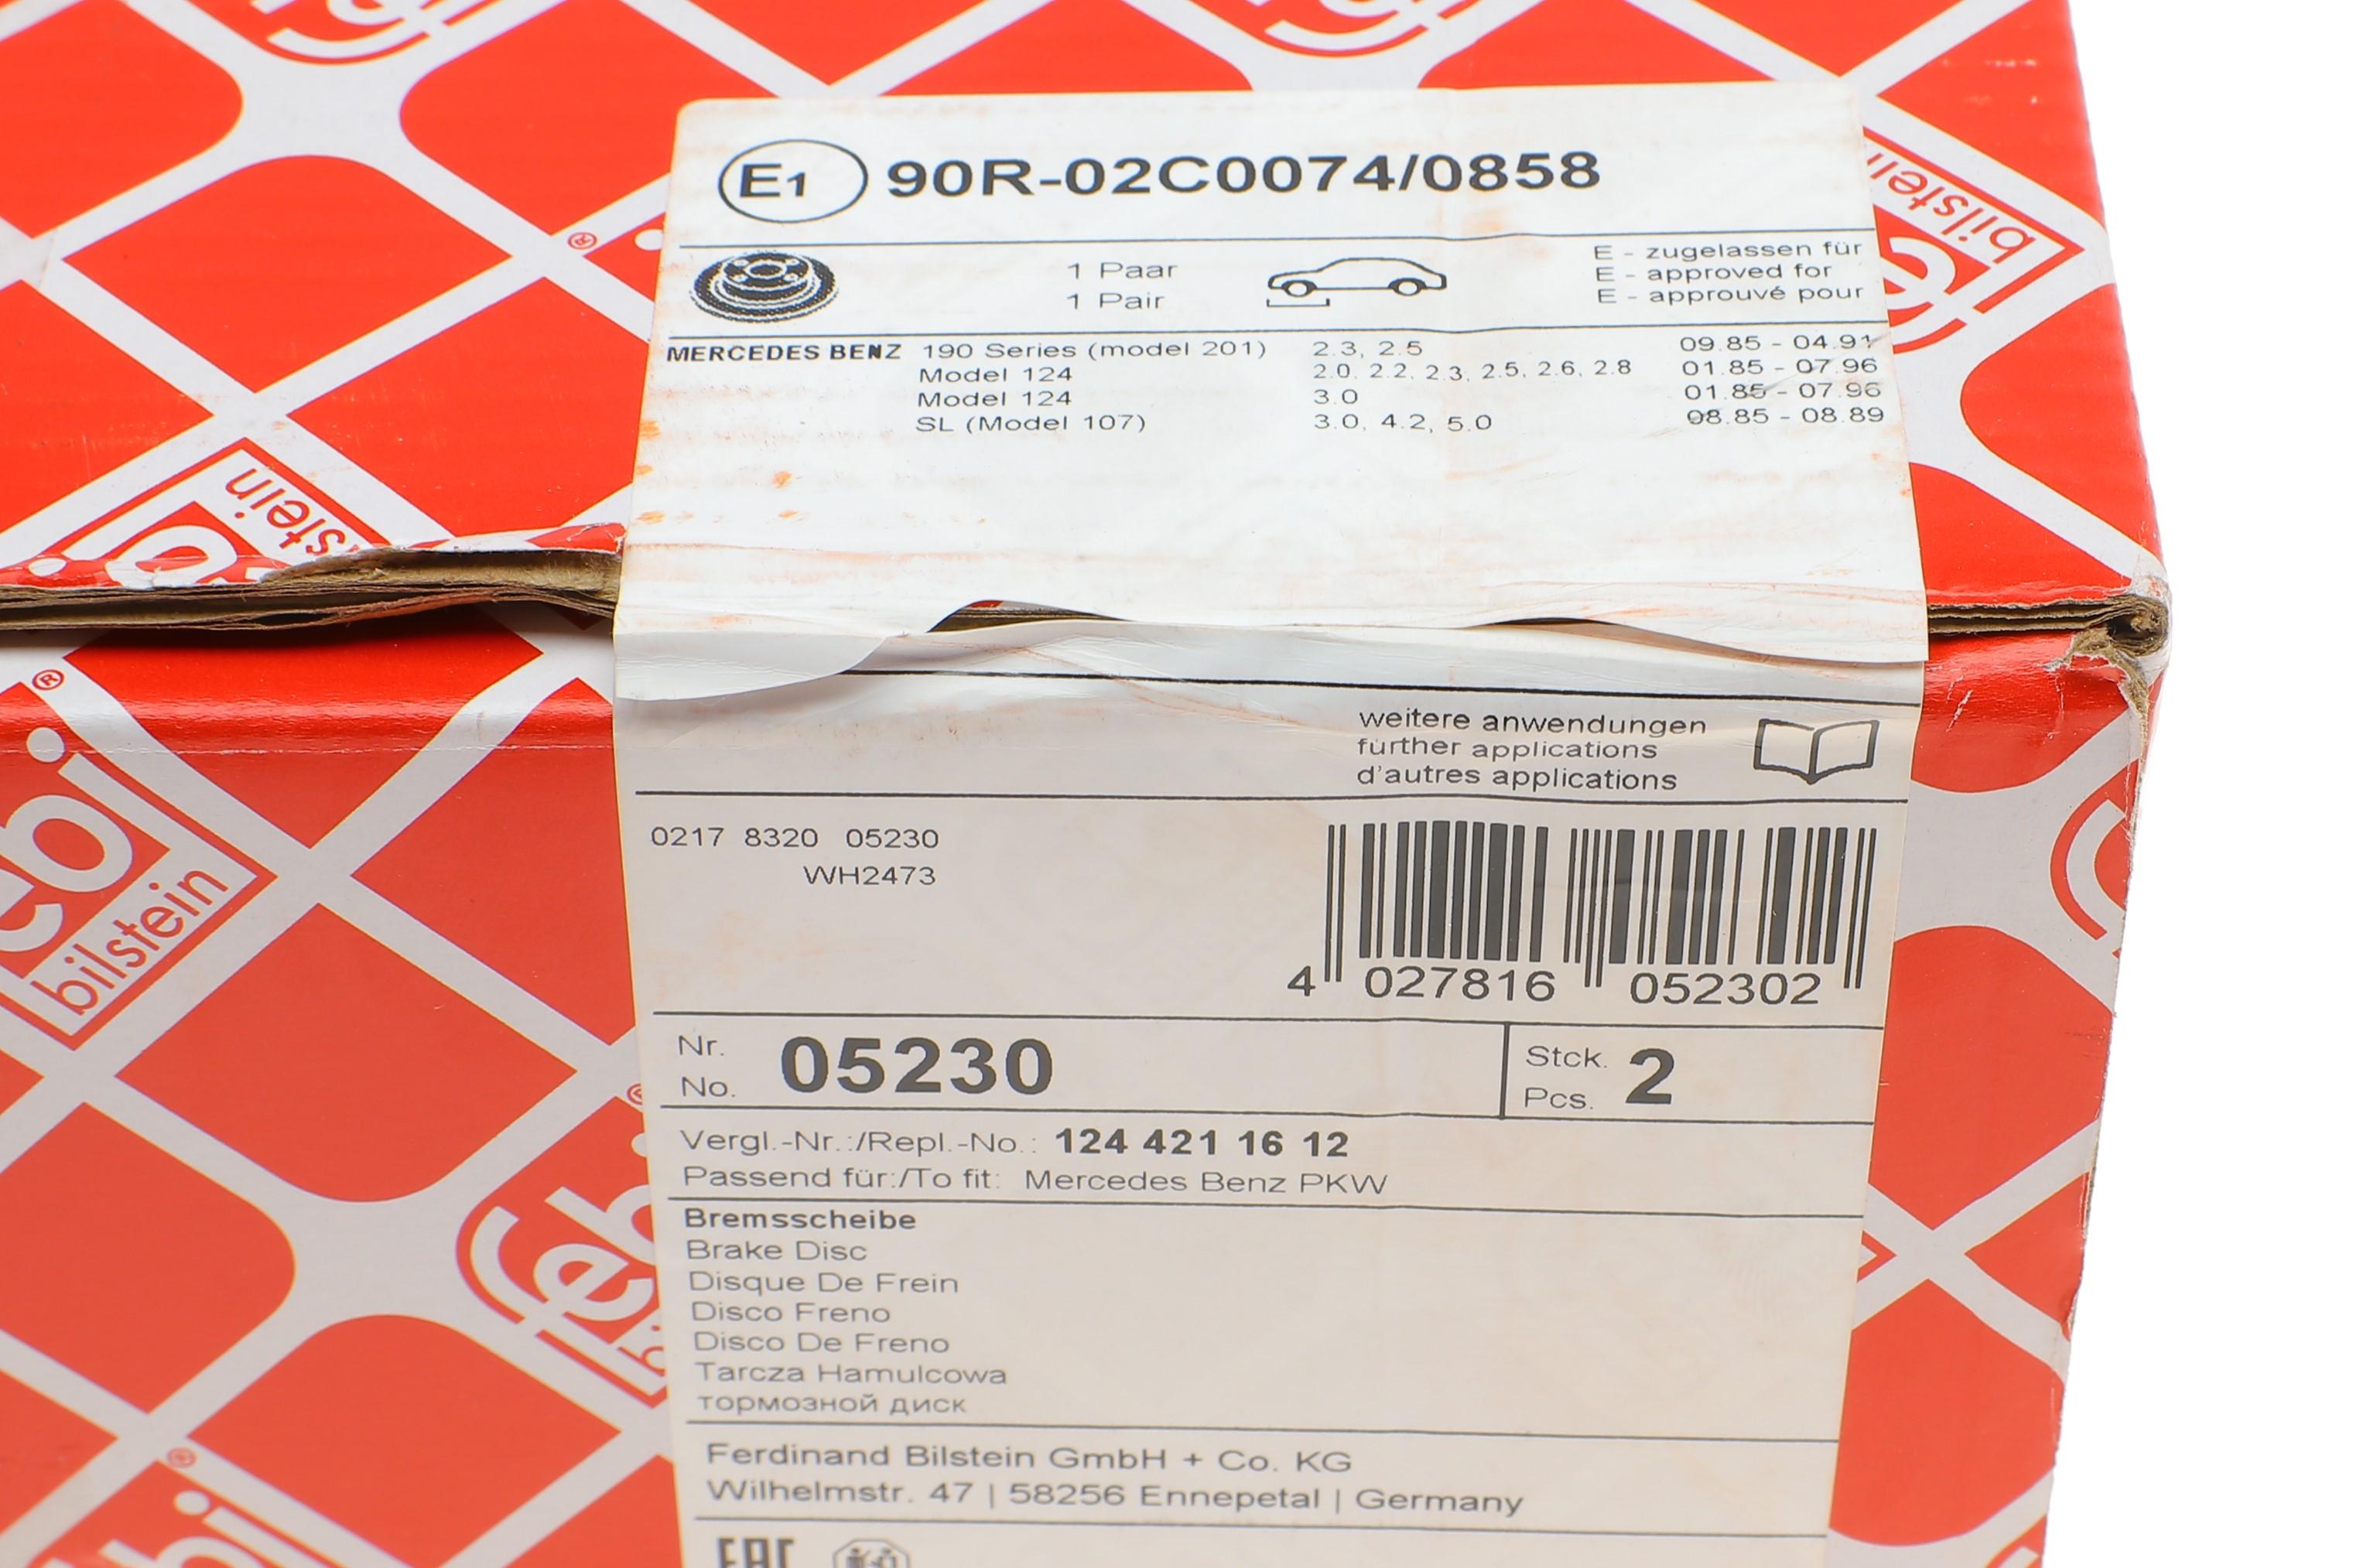 E1 90R-02C0074/0858
1 Paar
1 Pair
E - zugelassen für
E - approved for
E - approuvé pour
MERCEDES BENZ 190 Series (model 201) 2.3, 2.5 09.85 - 04.91
Model 124 2.0, 2.2, 2.3, 2.5, 2.6, 2.8 01.85 - 07.96
Model 124 3.0 01.85 - 07.96
SL (Model 107) 3.0, 4.2, 5.0 08.85 - 08.89
weitere anwendungen
further applications
d'autres applications
0217 8320 05230
WH2473
4 027816 052302
Nr.
No. 05230
Stck.
Pcs. 2
Vergl.-Nr.:/Repl.-No.: 124 421 16 12
Passend für:/To fit: Mercedes Benz PKW
Bremsscheibe
Brake Disc
Disque De Frein
Disco Freno
Disco De Freno
Tarcza Hamulcowa
тормозной диск
Ferdinand Bilstein GmbH + Co. KG
Wilhelmstr. 47 | 58256 Ennepetal | Germany
EAC
bilstein
bilstein
febi